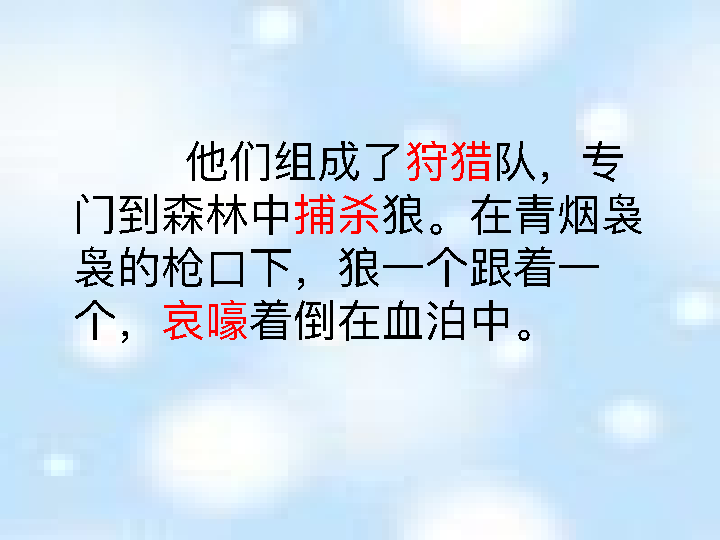 他们组成了狩猎队，专
门到森林中捕杀狼。在青烟袅
袅的枪口下，狼一个跟着一
个，哀嚎着倒在血泊中。